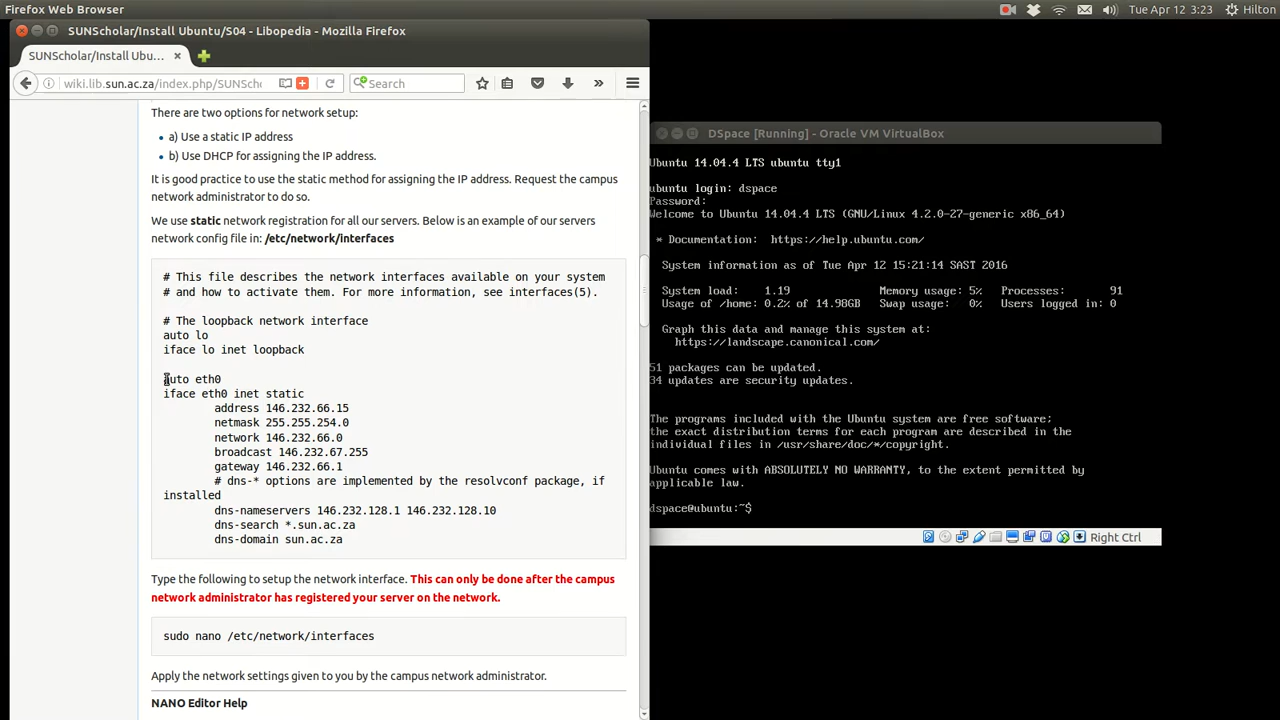 Firefox Web Browser
Tue Apr 12 3:23
Hilton
SUNScholar/Install Ubuntu/S04 - Libopedia - Mozilla Firefox
SUNScholar/Install Ubu...
wiki.lib.sun.ac.za/index.php/SUNScho
Search
There are two options for network setup:
a) Use a static IP address
b) Use DHCP for assigning the IP address.
It is good practice to use the static method for assigning the IP address. Request the campus
network administrator to do so.
We use static network registration for all our servers. Below is an example of our servers
network config file in: /etc/network/interfaces
# This file describes the network interfaces available on your system
# and how to activate them. For more information, see interfaces(5).
# The loopback network interface
auto lo
iface lo inet loopback
auto eth0
iface eth0 inet static
address 146.232.66.15
netmask 255.255.254.0
network 146.232.66.0
broadcast 146.232.67.255
gateway 146.232.66.1
# dns-* options are implemented by the resolvconf package, if
installed
dns-nameservers 146.232.128.1 146.232.128.10
dns-search *.sun.ac.za
dns-domain sun.ac.za
Type the following to setup the network interface. This can only be done after the campus
network administrator has registered your server on the network.
sudo nano /etc/network/interfaces
Apply the network settings given to you by the campus network administrator.
NANO Editor Help
DSpace [Running] - Oracle VM VirtualBox
Ubuntu 14.04.4 LTS ubuntu tty1
ubuntu login: dspace
Password:
Welcome to Ubuntu 14.04.4 LTS (GNU/Linux 4.2.0-27-generic x86_64)
* Documentation: https://help.ubuntu.com/
System information as of Tue Apr 12 15:21:14 SAST 2016
System load: 1.19 Memory usage: 5% Processes: 91
Usage of /home: 0.2% of 14.98GB Swap usage: 0% Users logged in: 0
Graph this data and manage this system at:
https://landscape.canonical.com/
51 packages can be updated.
34 updates are security updates.
The programs included with the Ubuntu system are free software;
the exact distribution terms for each program are described in the
individual files in /usr/share/doc/*/copyright.
Ubuntu comes with ABSOLUTELY NO WARRANTY, to the extent permitted by
applicable law.
dspace@ubuntu:~$
Right Ctrl